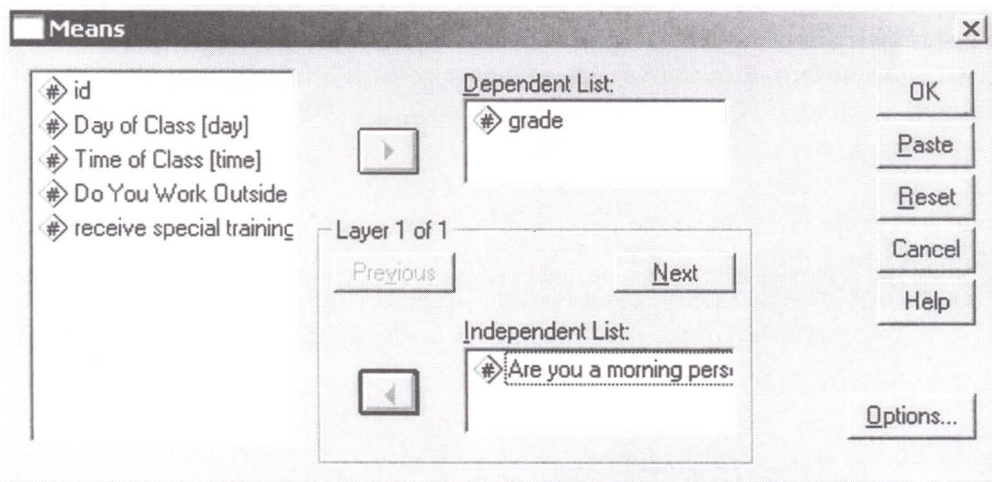 Means
id
Day of Class [day]
Time of Class [time]
Do You Work Outside
receive special training
Dependent List:
grade
Layer 1 of 1
Previous
Next
Independent List:
Are you a morning pers
OK
Paste
Reset
Cancel
Help
Options...